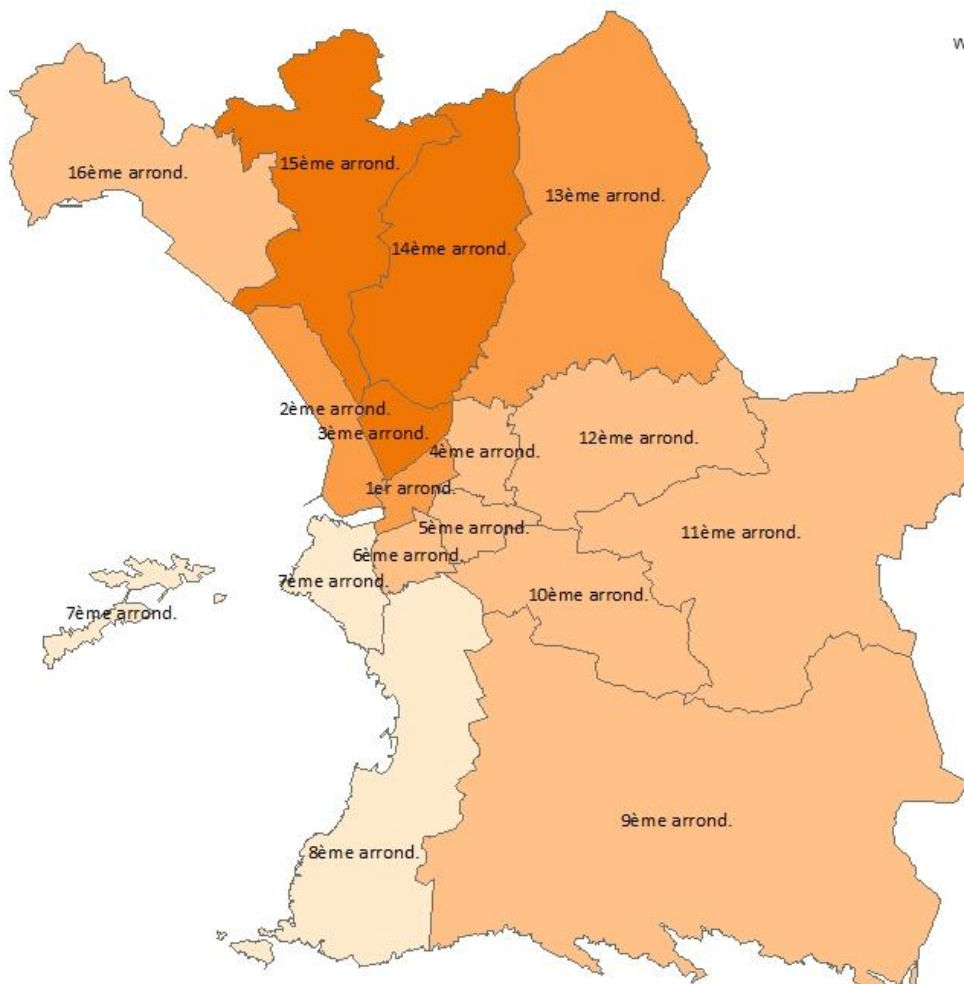 w
16ème arrond.
15ème arrond.
13ème arrond.
14ème arrond.
2ème arrond.
3ème arrond.
4ème arrond.
12ème arrond.
1er arrond.
5ème arrond.
11ème arrond.
6ème arrond.
7ème arrond.
10ème arrond.
7ème arrond.
9ème arrond.
8ème arrond.